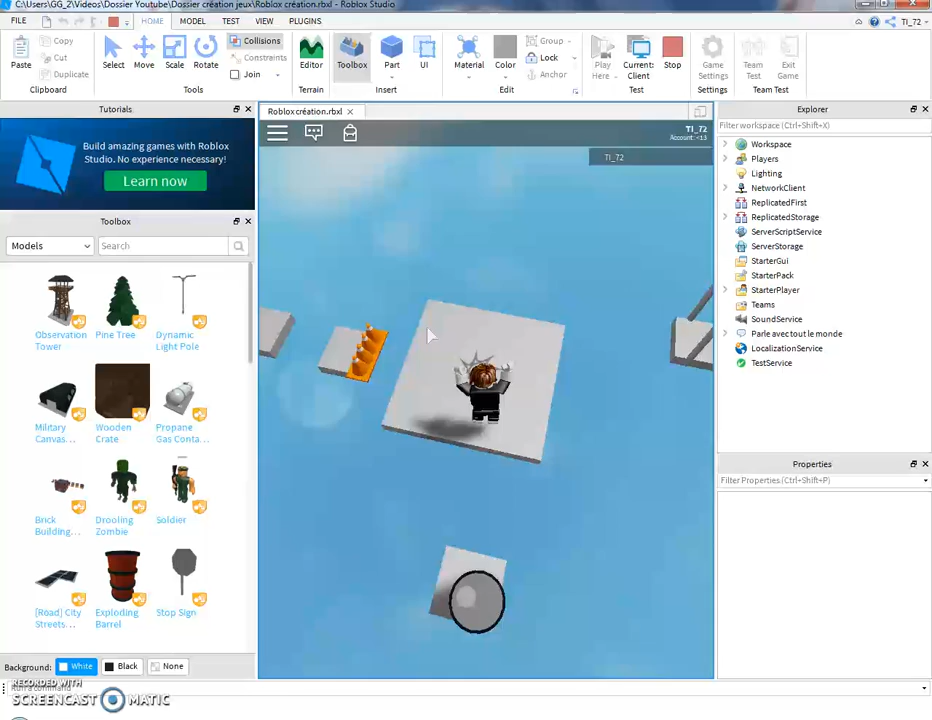 C:\Users\GG_2\Videos\Dossier Youtube\Dossier création jeux\Roblox création.rbxl - Roblox Studio
FILE HOME MODEL TEST VIEW PLUGINS TI_72
Paste Copy Cut Duplicate Clipboard
Select Move Scale Rotate Collisions Constraints Join Tools
Editor Terrain
Toolbox Part UI Insert
Material Color Group Lock Anchor Edit
Play Here Current: Client Stop Test
Game Settings Settings
Team Test Exit Game Team Test
Tutorials
Build amazing games with Roblox Studio. No experience necessary!
Learn now
Toolbox
Models Search
Observation Tower
Pine Tree
Dynamic Light Pole
Military Canvas...
Wooden Crate
Propane Gas Conta...
Brick Building...
Drooling Zombie
Soldier
[Road] City Streets...
Exploding Barrel
Stop Sign
Background: White Black None
Run a command
RECORDED WITH
SCREENCAST MATIC
Roblox création.rbxl
TI_72
Account: <13
TI_72
Explorer
Filter workspace (Ctrl+Shift+X)
Workspace
Players
Lighting
NetworkClient
ReplicatedFirst
ReplicatedStorage
ServerScriptService
ServerStorage
StarterGui
StarterPack
StarterPlayer
Teams
SoundService
Parle avec tout le monde
LocalizationService
TestService
Properties
Filter Properties (Ctrl+Shift+P)